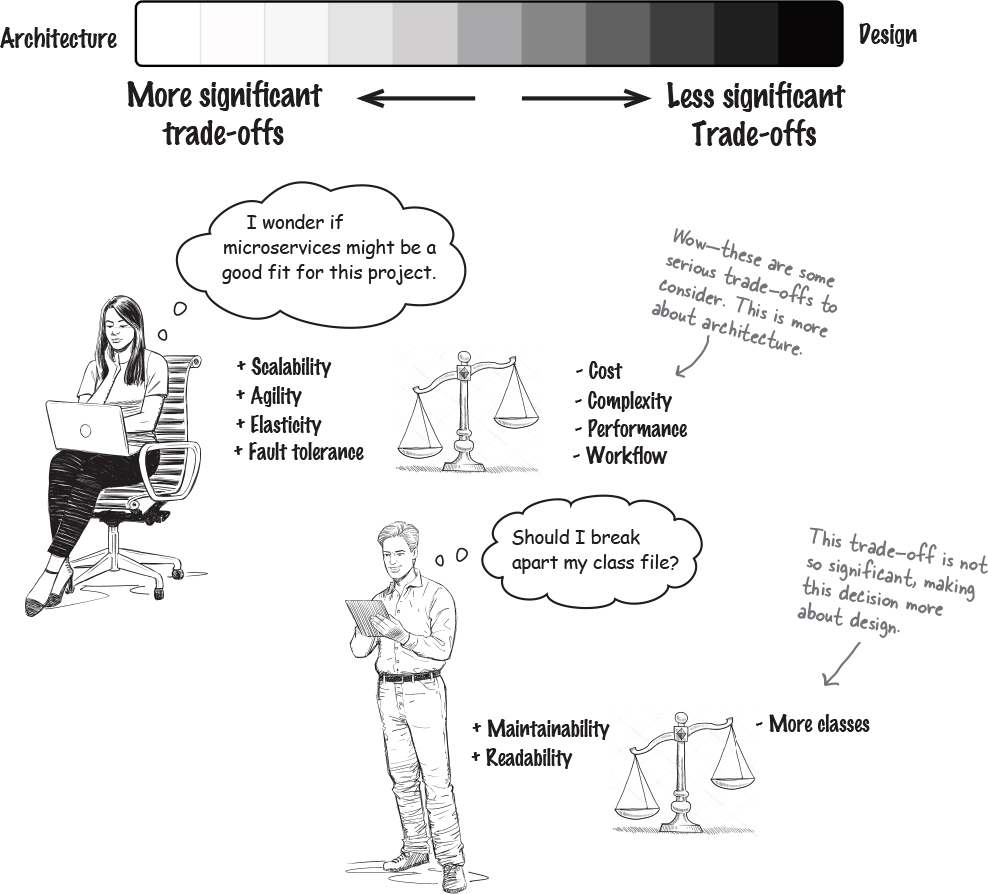 Architecture
Design
More significant
trade-offs
Less significant
Trade-offs
I wonder if
microservices might be a
good fit for this project.
Wow—these are some
serious trade-offs to
consider. This is more
about architecture.
+ Scalability
+ Agility
+ Elasticity
+ Fault tolerance
- Cost
- Complexity
- Performance
- Workflow
Should I break
apart my class file?
This trade-off is not
so significant, making
this decision more
about design.
+ Maintainability
+ Readability
- More classes